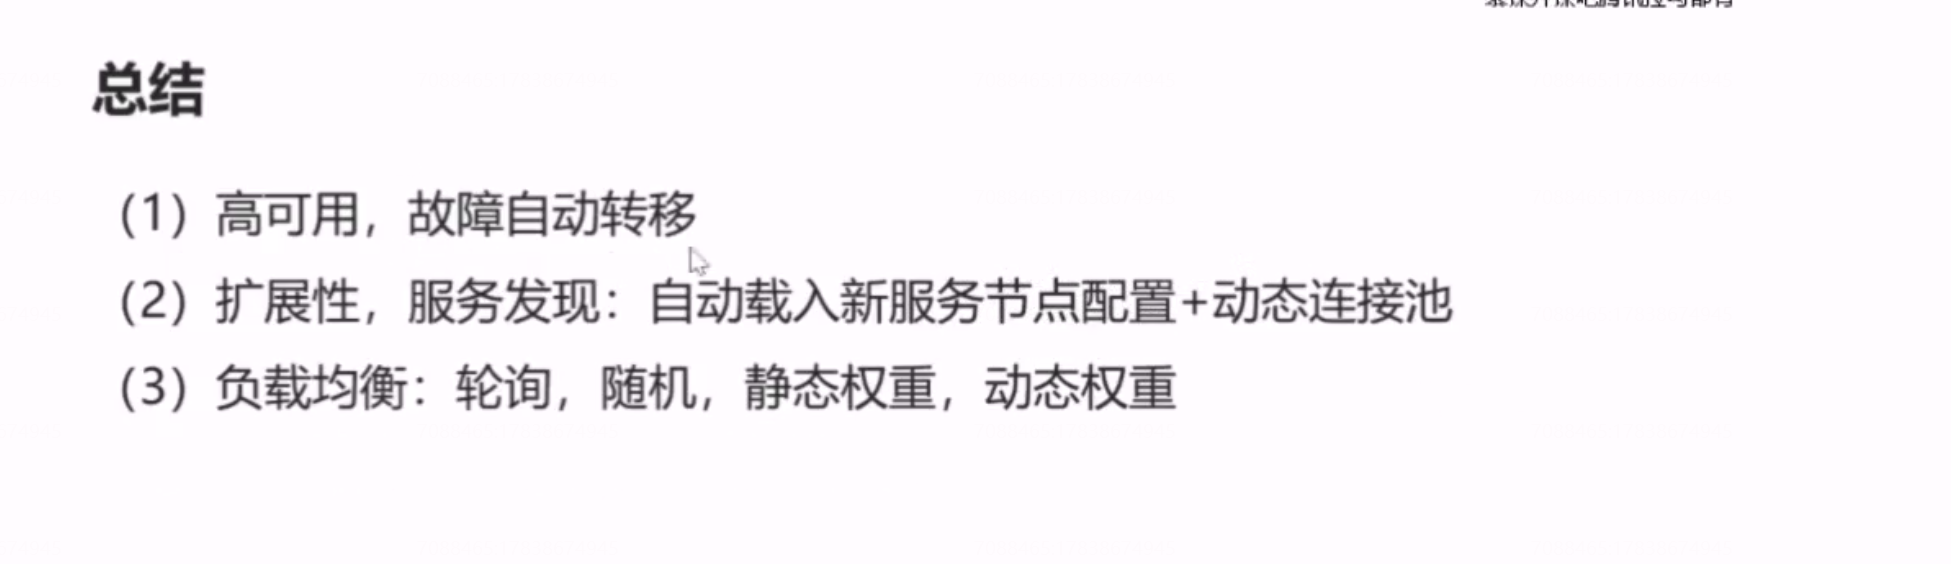 总结
（1）高可用，故障自动转移
（2）扩展性，服务发现：自动载入新服务节点配置+动态连接池
（3）负载均衡：轮询，随机，静态权重，动态权重